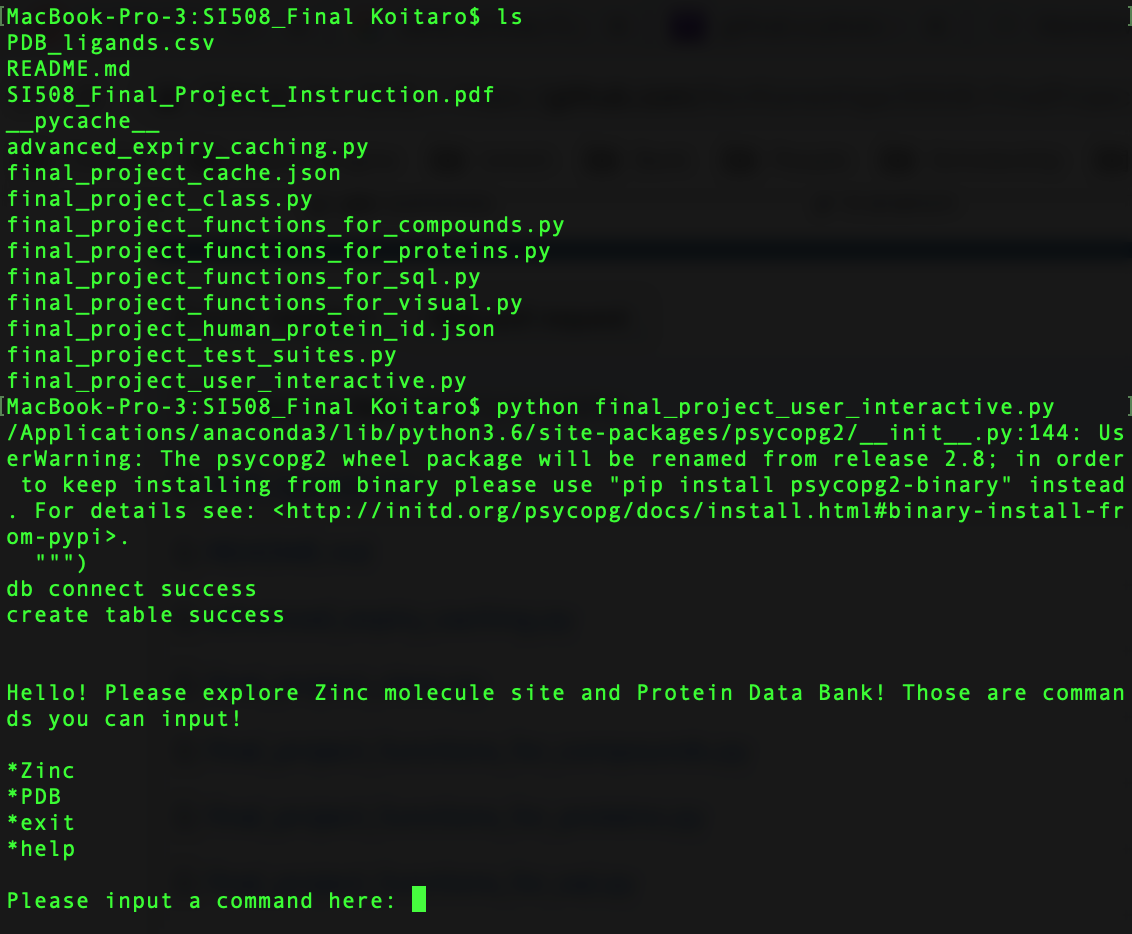 [MacBook-Pro-3:SI508_Final Koitaro$ ls ]
PDB_ligands.csv
README.md
SI508_Final_Project_Instruction.pdf
__pycache__
advanced_expiry_caching.py
final_project_cache.json
final_project_class.py
final_project_functions_for_compounds.py
final_project_functions_for_proteins.py
final_project_functions_for_sql.py
final_project_functions_for_visual.py
final_project_human_protein_id.json
final_project_test_suites.py
final_project_user_interactive.py
[MacBook-Pro-3:SI508_Final Koitaro$ python final_project_user_interactive.py ]
/Applications/anaconda3/lib/python3.6/site-packages/psycopg2/__init__.py:144: Us
erWarning: The psycopg2 wheel package will be renamed from release 2.8; in order
 to keep installing from binary please use "pip install psycopg2-binary" instead
. For details see: <http://initd.org/psycopg/docs/install.html#binary-install-fr
om-pypi>.
  """)
db connect success
create table success
Hello! Please explore Zinc molecule site and Protein Data Bank! Those are comman
ds you can input!
*Zinc
*PDB
*exit
*help
Please input a command here: